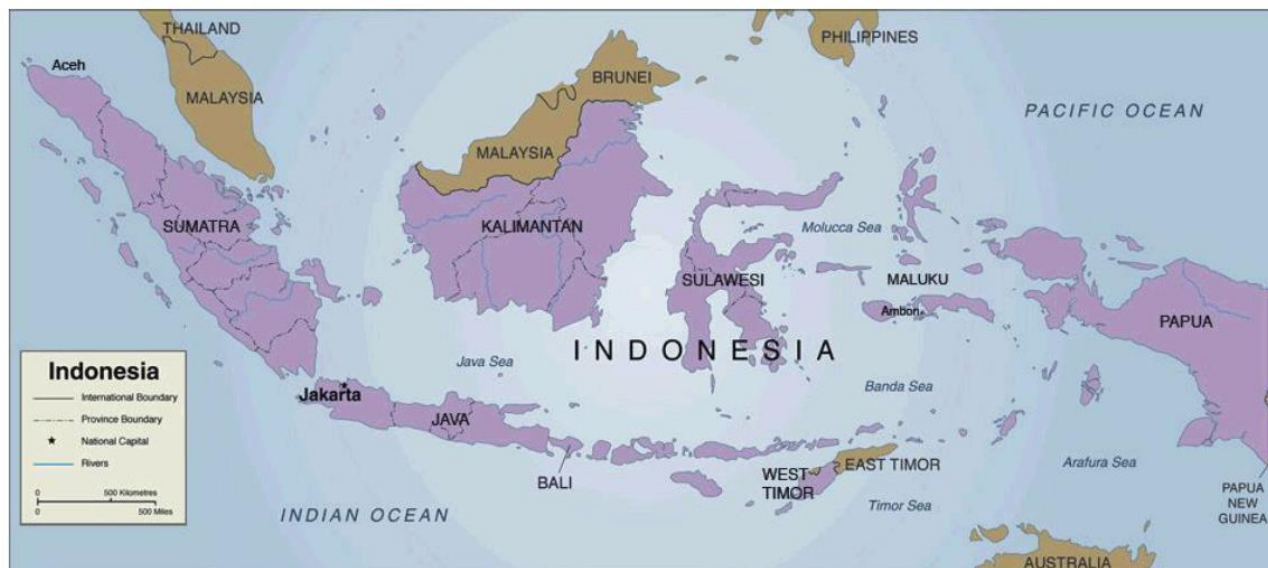 THAILAND
PHILIPPINES
Aceh
BRUNEI
MALAYSIA
PACIFIC OCEAN
MALAYSIA
SUMATRA
KALIMANTAN
Molucca Sea
SULAWESI
MALUKU
Ambon
PAPUA
INDONESIA
Java Sea
Banda Sea
Indonesia
International Boundary
Province Boundary
National Capital
Rivers
0 500 Kilometres
0 500 Miles
Jakarta
JAVA
BALI
WEST
TIMOR
EAST TIMOR
Arafura Sea
Timor Sea
INDIAN OCEAN
PAPUA
NEW
GUINEA
AUSTRALIA